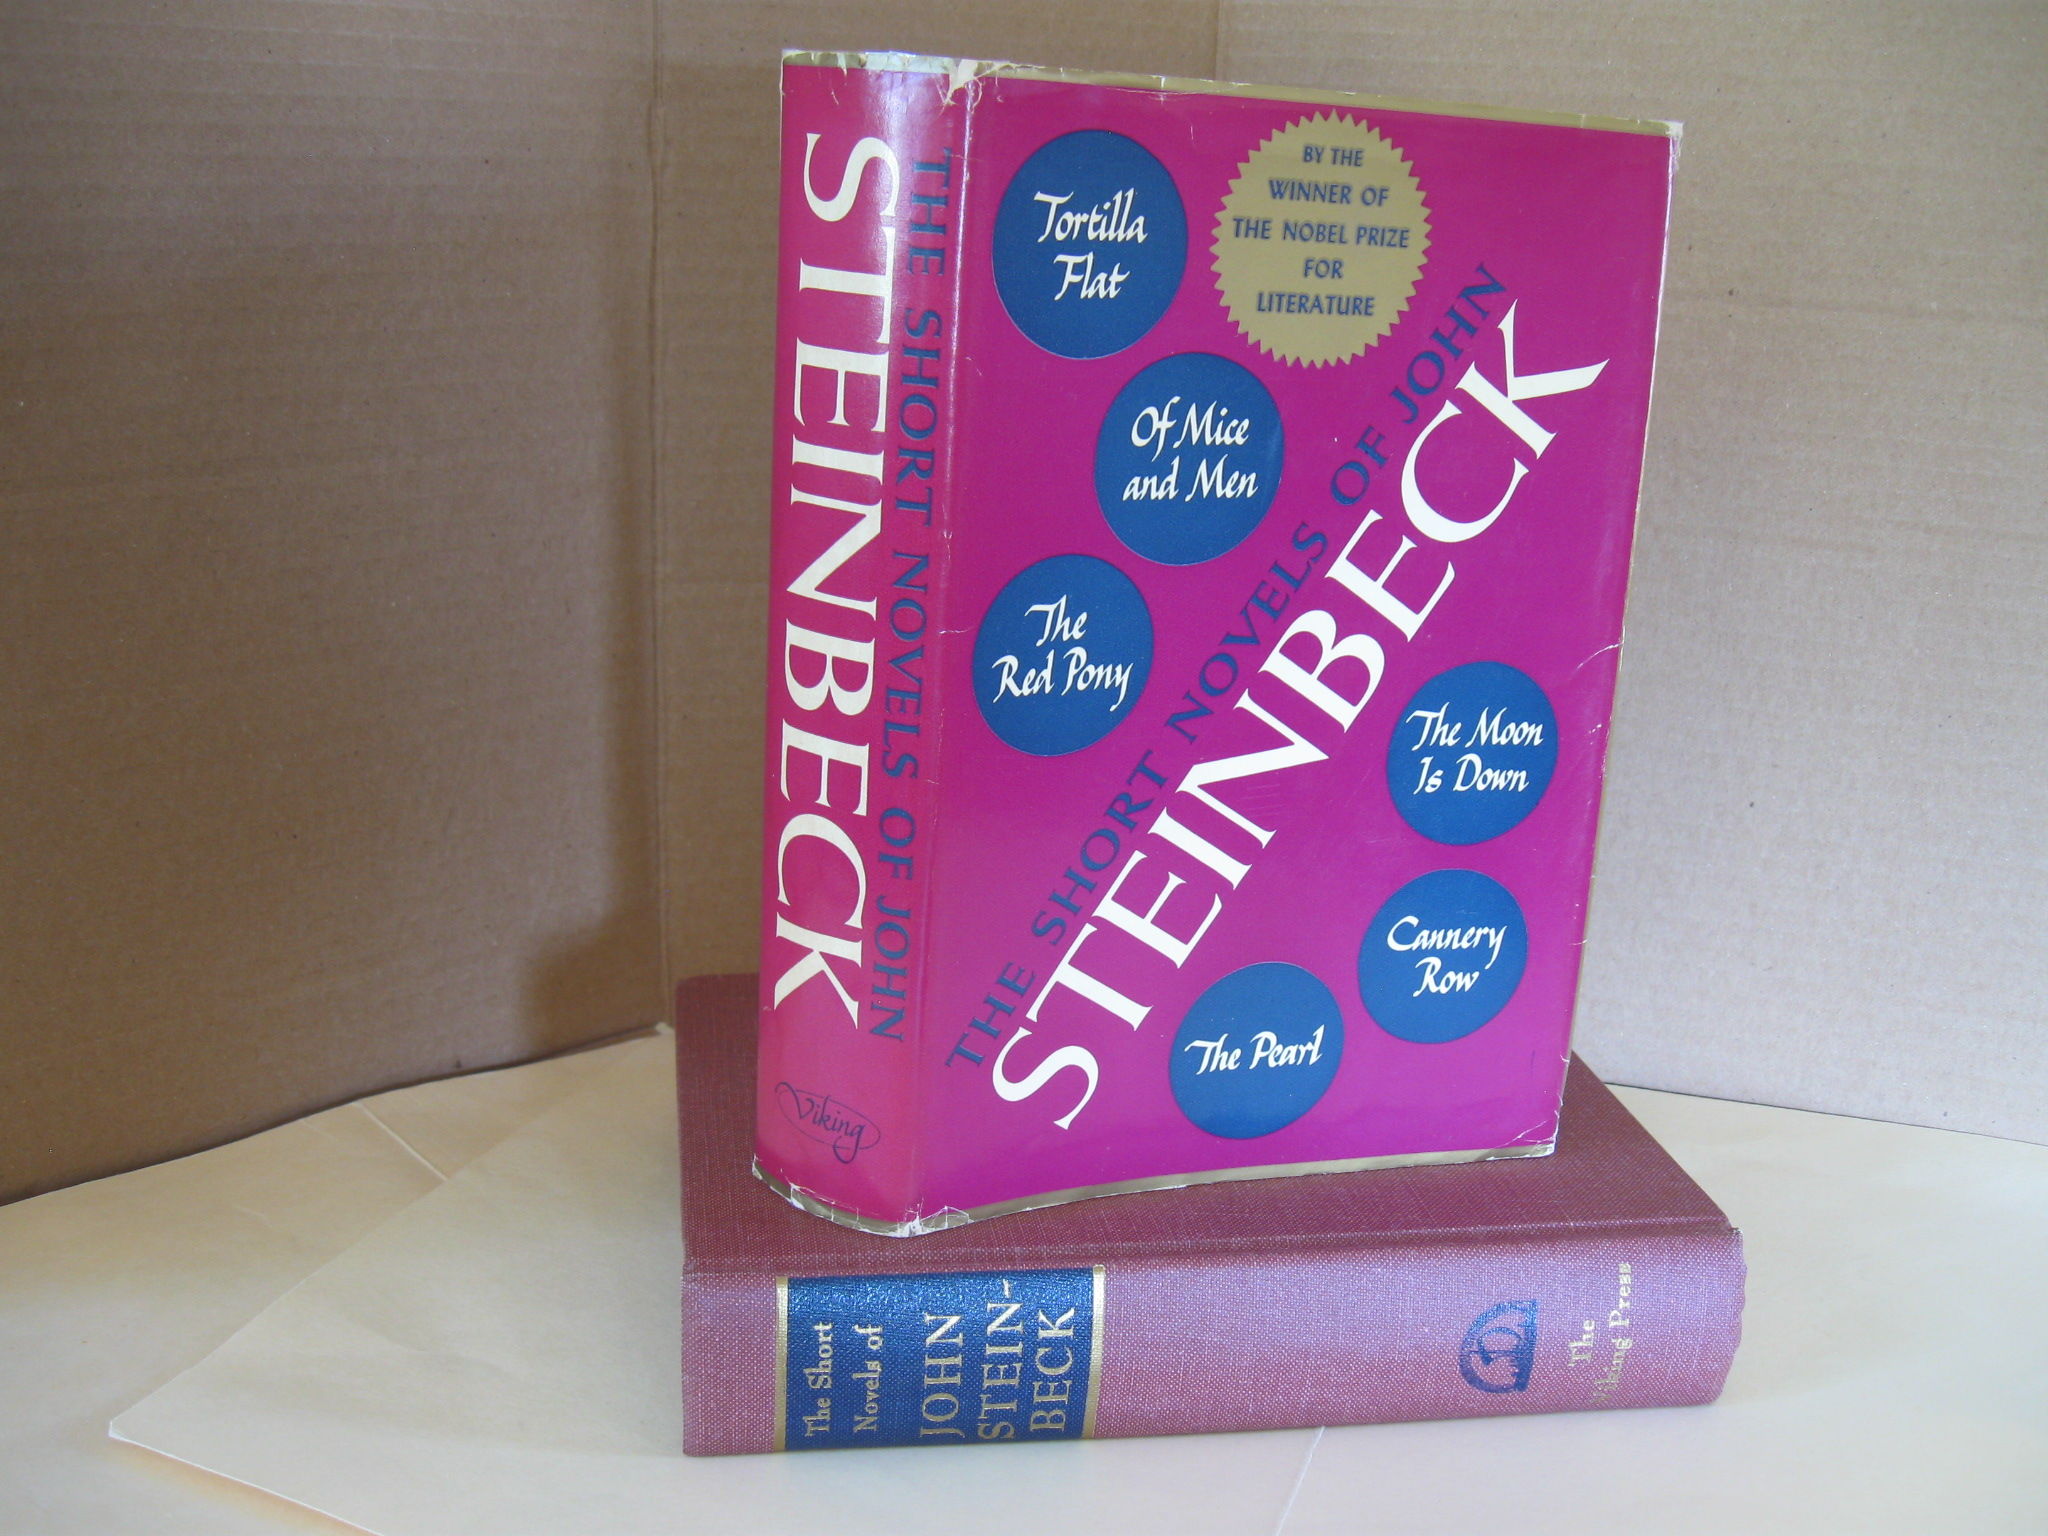 STEINBECK
THE SHORT NOVELS OF JOHN
Viking
Tortilla
Flat
BY THE
WINNER OF
THE NOBEL PRIZE
FOR
LITERATURE
Of Mice
and Men
The
Red Pony
THE SHORT NOVELS OF JOHN
STEINBECK
The Moon
Is Down
Cannery
Row
The Pearl
The Short
Novels of
JOHN
STEIN-
BECK
The
Viking Press